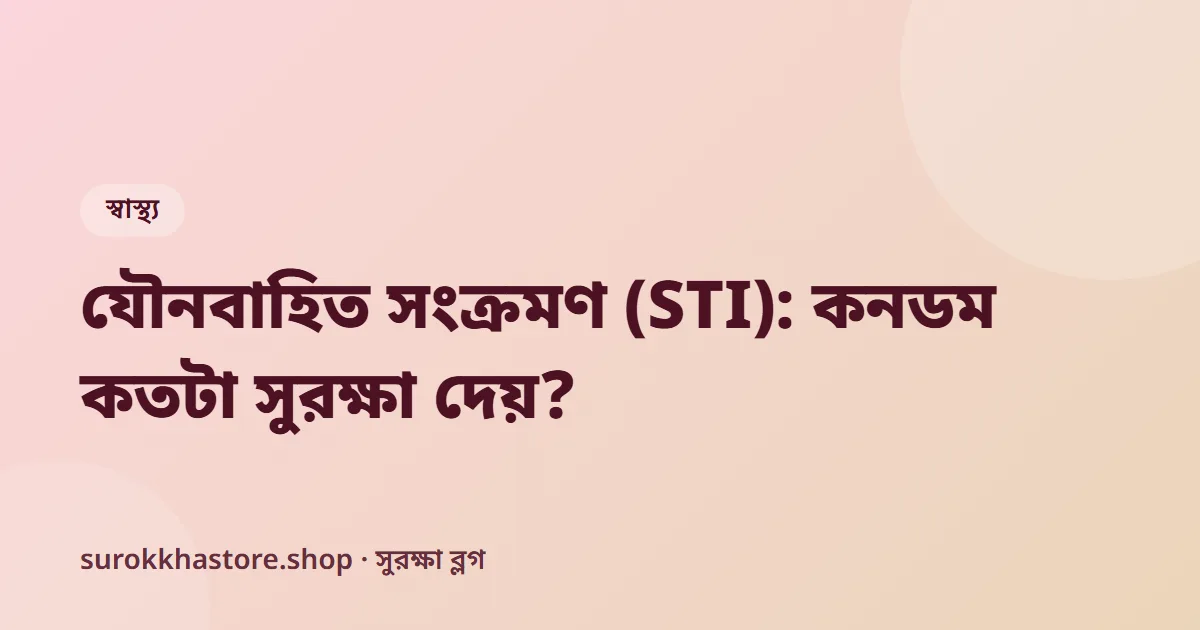 স্বাস্থ্য
যৌনবাহিত সংক্রমণ (STI): কনডম
কতটা সুরক্ষা দেয়?
surokkhastore.shop · সুরক্ষা ব্লগ